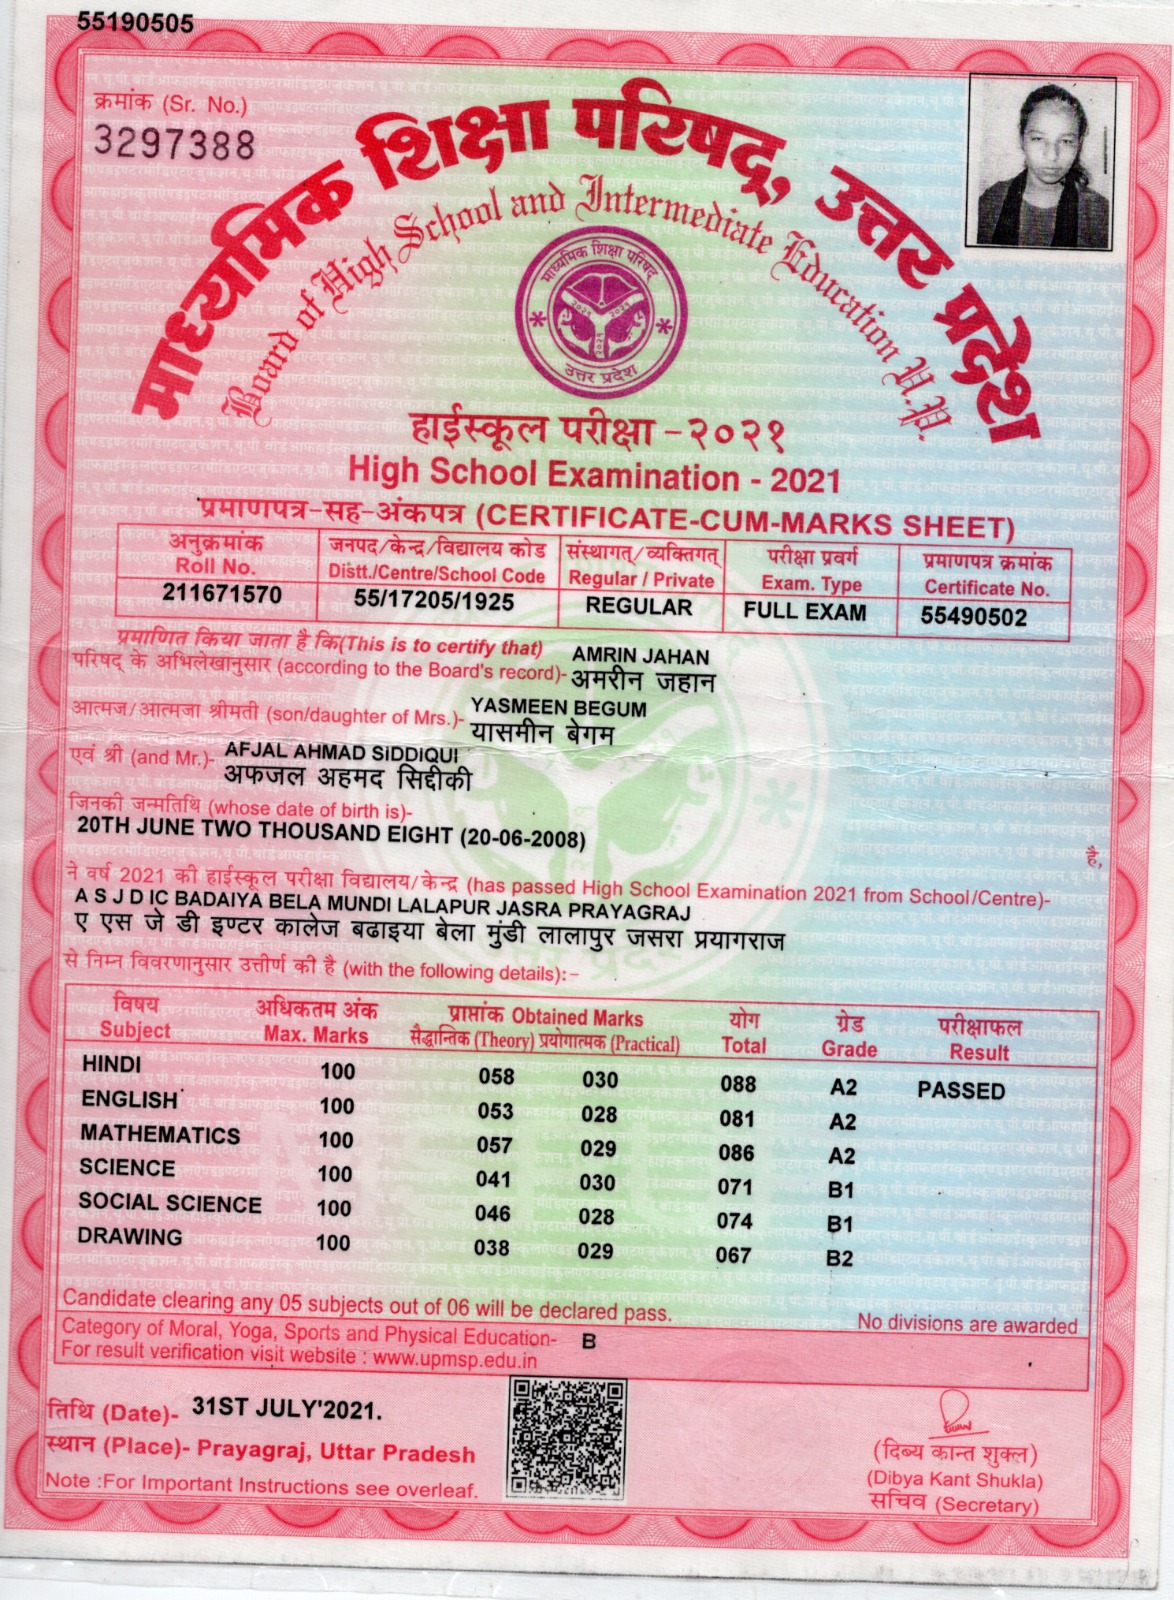 55190505
क्रमांक (Sr. No.)
3297388
माध्यमिक शिक्षा परिषद्, उत्तर प्रदेश
Board of High School and Intermediate Education U.P.
माध्यमिक शिक्षा परिषद्
२०२१ २०२१
२०२१
उत्तर प्रदेश
हाईस्कूल परीक्षा - २०२१
High School Examination - 2021
प्रमाणपत्र-सह-अंकपत्र (CERTIFICATE-CUM-MARKS SHEET)
अनुक्रमांक जनपद/केन्द्र/विद्यालय कोड संस्थागत/व्यक्तिगत परीक्षा प्रवर्ग प्रमाणपत्र क्रमांक
Roll No. Distt./Centre/School Code Regular / Private Exam. Type Certificate No.
211671570 55/17205/1925 REGULAR FULL EXAM 55490502
प्रमाणित किया जाता है कि(This is to certify that) AMRIN JAHAN
परिषद् के अभिलेखानुसार (according to the Board's record)- अमरीन जहान
आत्मज/आत्मजा श्रीमती (son/daughter of Mrs.)- YASMEEN BEGUM
यासमीन बेगम
एवं श्री (and Mr.)- AFJAL AHMAD SiDDiQUI
अफजल अहमद सिद्दीकी
जिनकी जन्मतिथि (whose date of birth is)-
20TH JUNE TWO THOUSAND EIGHT (20-06-2008)
है,
ने वर्ष 2021 की हाईस्कूल परीक्षा विद्यालय/केन्द्र (has passed High School Examination 2021 from School/Centre)-
A S J D IC BADAIYA BELA MUNDI LALAPUR JASRA PRAYAGRAJ
ए एस जे डी इण्टर कालेज बढाइया बेला मुंडी लालापुर जसरा प्रयागराज
से निम्न विवरणानुसार उत्तीर्ण की है (with the following details):-
विषय अधिकतम अंक प्राप्तांक Obtained Marks योग ग्रेड परीक्षाफल
Subject Max. Marks सैद्धान्तिक (Theory) प्रयोगात्मक (Practical) Total Grade Result
HINDI 100 058 030 088 A2 PASSED
ENGLISH 100 053 028 081 A2
MATHEMATICS 100 057 029 086 A2
SCIENCE 100 041 030 071 B1
SOCIAL SCIENCE 100 046 028 074 B1
DRAWING 100 038 029 067 B2
Candidate clearing any 05 subjects out of 06 will be declared pass. No divisions are awarded
Category of Moral, Yoga, Sports and Physical Education- B
For result verification visit website : www.upmsp.edu.in
तिथि (Date)- 31ST JULY'2021.
स्थान (Place)- Prayagraj, Uttar Pradesh
Note :For Important Instructions see overleaf.
(दिब्य कान्त शुक्ल)
(Dibya Kant Shukla)
सचिव (Secretary)